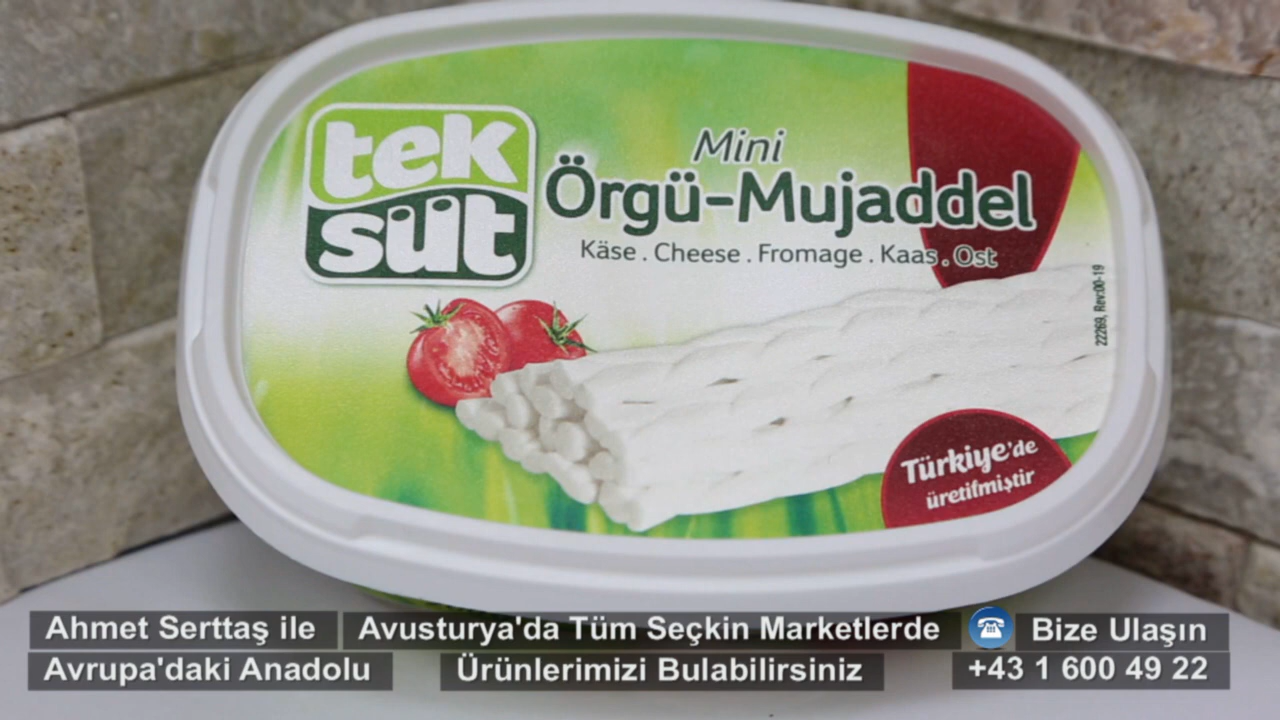 tek
süt
Mini
Örgü-Mujaddel
Käse . Cheese . Fromage . Kaas . Ost
22269, Rev:00-19
Türkiye'de
üretilmiştir
Ahmet Serttaş ile
Avrupa'daki Anadolu
Avusturya'da Tüm Seçkin Marketlerde
Ürünlerimizi Bulabilirsiniz
Bize Ulaşın
+43 1 600 49 22